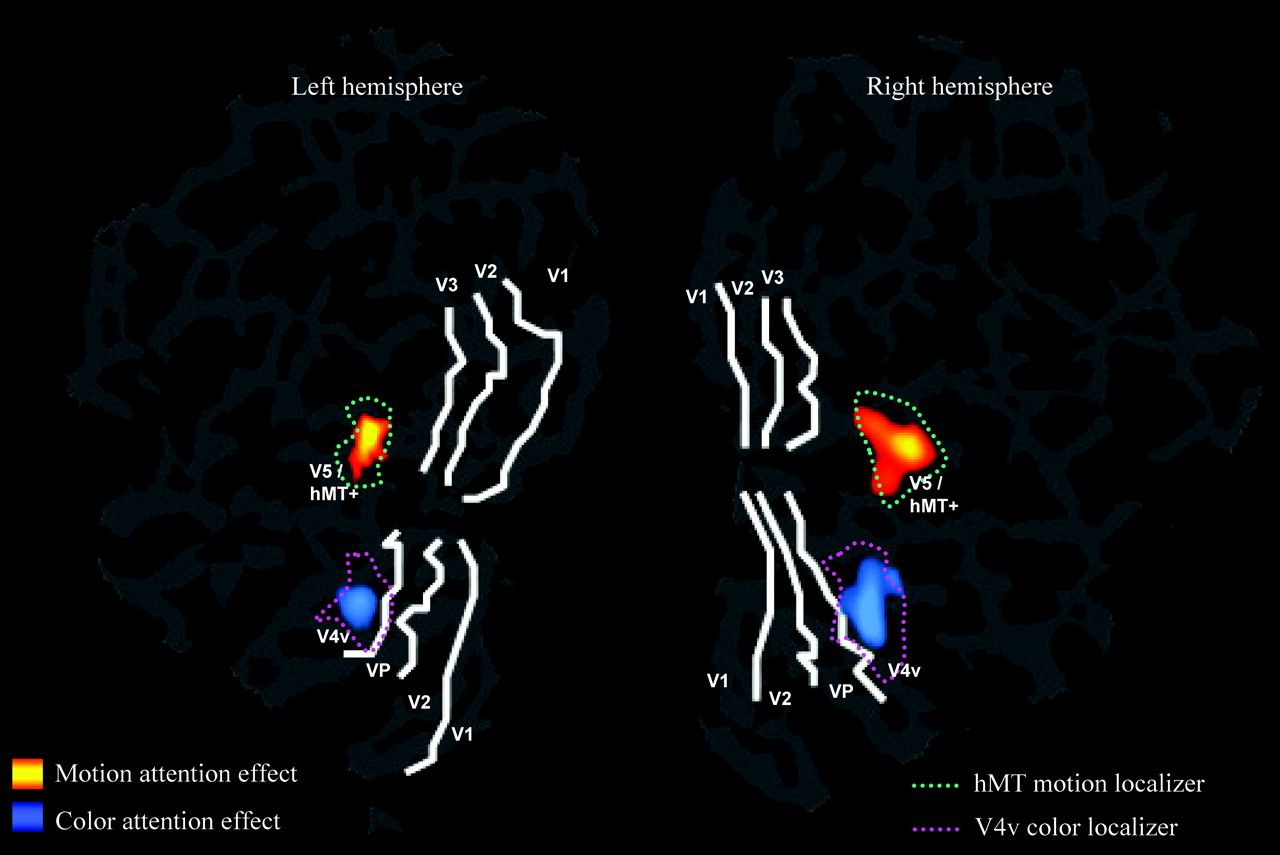 Left hemisphere
Right hemisphere
V3
V2
V1
V1
V2
V3
V5 /
hMT+
V5 /
hMT+
V4v
VP
V2
V1
V1
V2
VP
V4v
Motion attention effect
Color attention effect
hMT motion localizer
V4v color localizer